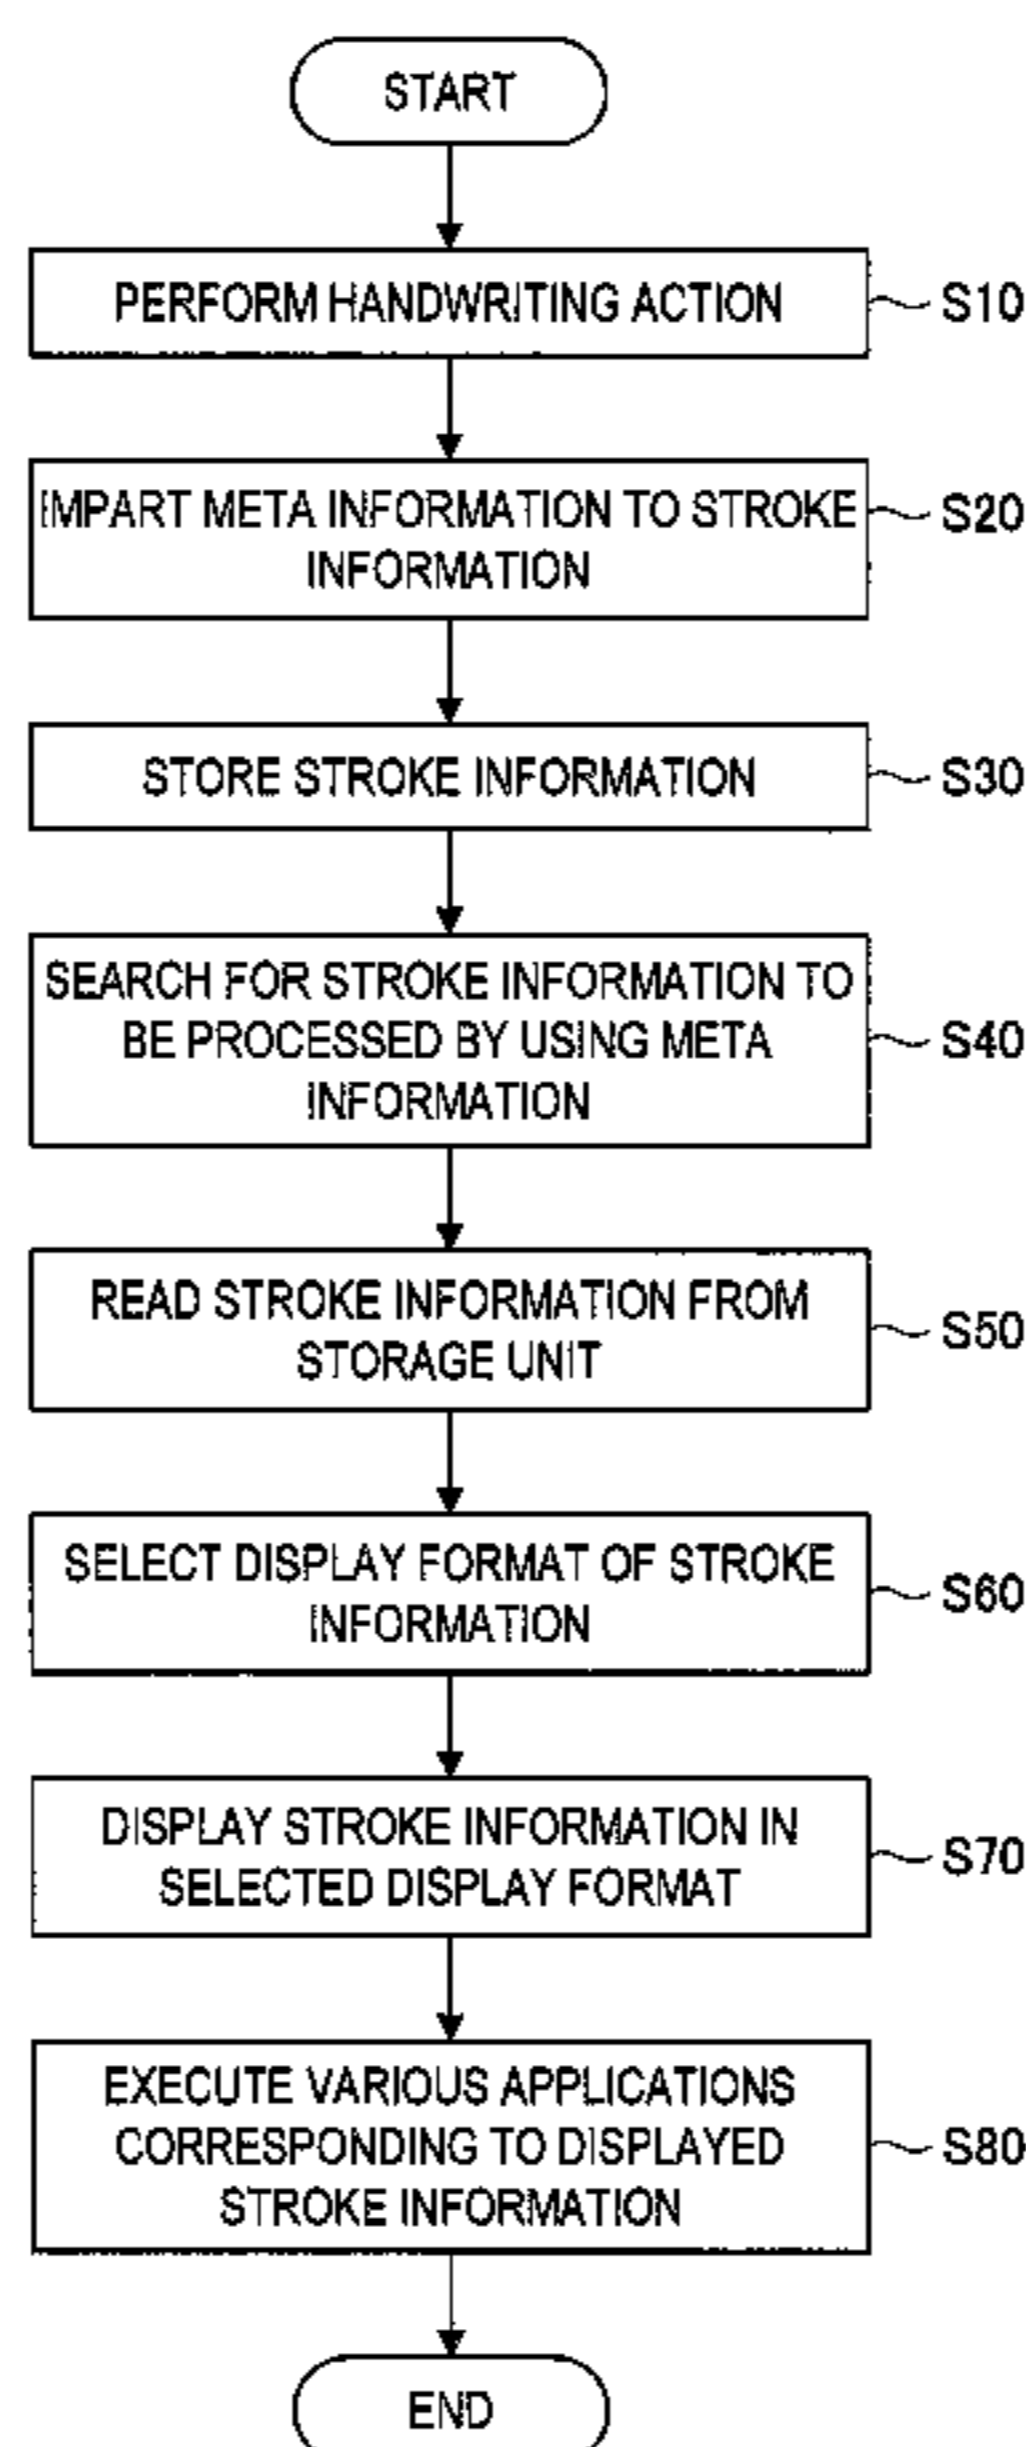 START
PERFORM HANDWRITING ACTION
S10
IMPART META INFORMATION TO STROKE
INFORMATION
S20
STORE STROKE INFORMATION
S30
SEARCH FOR STROKE INFORMATION TO
BE PROCESSED BY USING META
INFORMATION
S40
READ STROKE INFORMATION FROM
STORAGE UNIT
S50
SELECT DISPLAY FORMAT OF STROKE
INFORMATION
S60
DISPLAY STROKE INFORMATION IN
SELECTED DISPLAY FORMAT
S70
EXECUTE VARIOUS APPLICATIONS
CORRESPONDING TO DISPLAYED
STROKE INFORMATION
S80
END